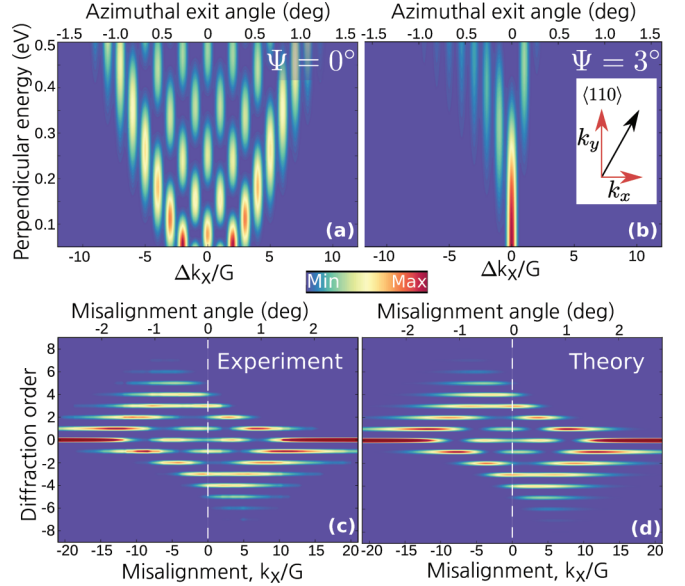 Azimuthal exit angle (deg)
Azimuthal exit angle (deg)
-1.5 -1.0 -0.5 0 0.5 1.0 1.5
-1.5 -1.0 -0.5 0 0.5 1.0 1.5
Perpendicular energy (eV)
0.5
0.4
0.3
0.2
0.1
Ψ = 0°
(a)
Ψ = 3°
⟨110⟩
k_y
k_x
(b)
-10 -5 0 5 10
-10 -5 0 5 10
Δk_X/G
Δk_X/G
Min Max
Misalignment angle (deg)
Misalignment angle (deg)
-2 -1 0 1 2
-2 -1 0 1 2
Diffraction order
8
6
4
2
0
-2
-4
-6
-8
Experiment
(c)
Theory
(d)
-20 -15 -10 -5 0 5 10 15 20
-20 -15 -10 -5 0 5 10 15 20
Misalignment, k_X/G
Misalignment, k_X/G